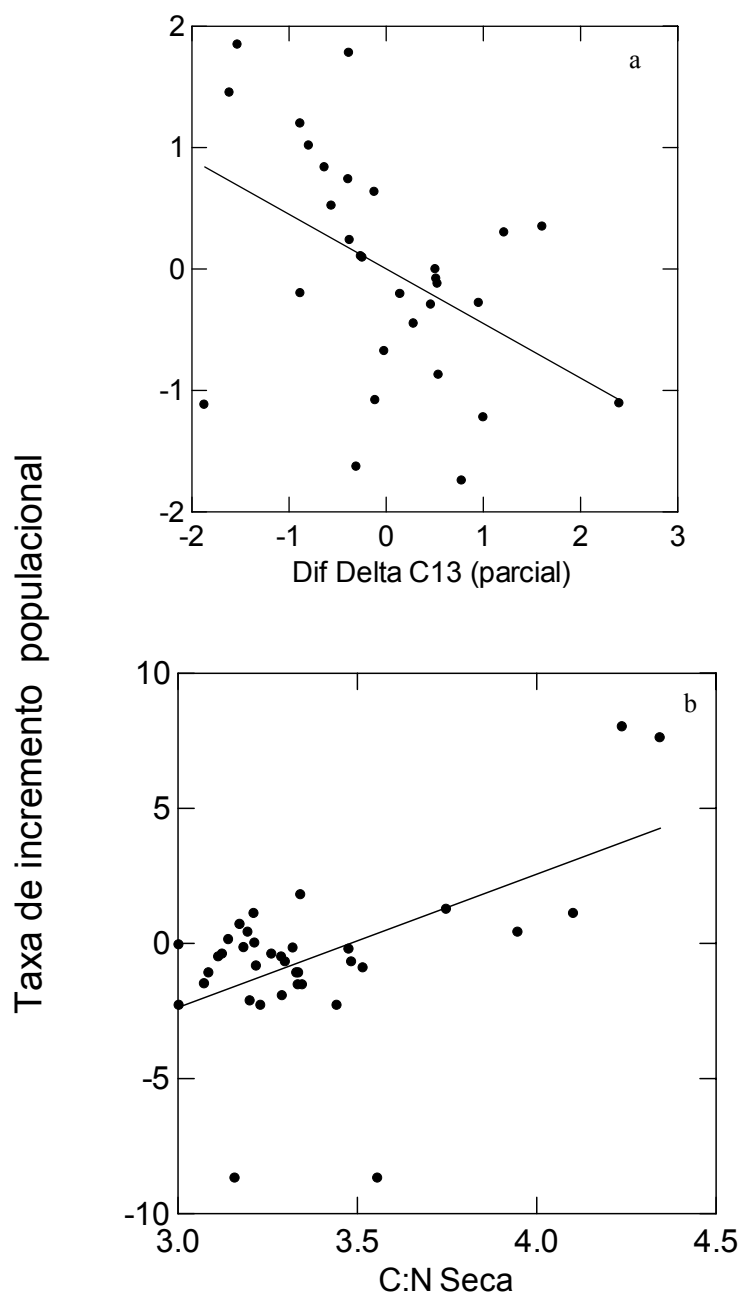 Taxa de incremento populacional
2
a
1
0
-1
-2
-2 -1 0 1 2 3
Dif Delta C13 (parcial)
10
b
5
0
-5
-10
3.0 3.5 4.0 4.5
C:N Seca